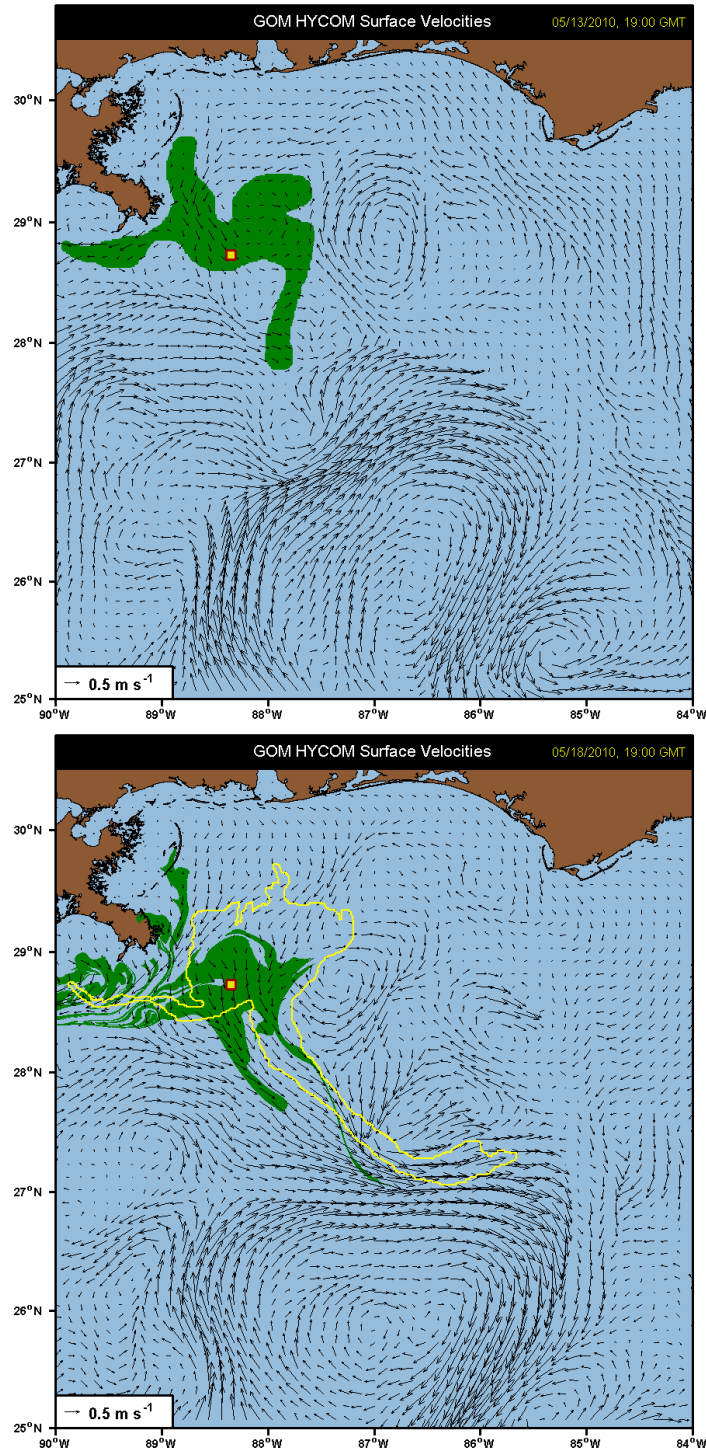 GOM HYCOM Surface Velocities 05/13/2010, 19:00 GMT
30°N
29°N
28°N
27°N
26°N
25°N
0.5 m s-1
90°W 89°W 88°W 87°W 86°W 85°W 84°W
GOM HYCOM Surface Velocities 05/18/2010, 19:00 GMT
30°N
29°N
28°N
27°N
26°N
25°N
0.5 m s-1
90°W 89°W 88°W 87°W 86°W 85°W 84°W